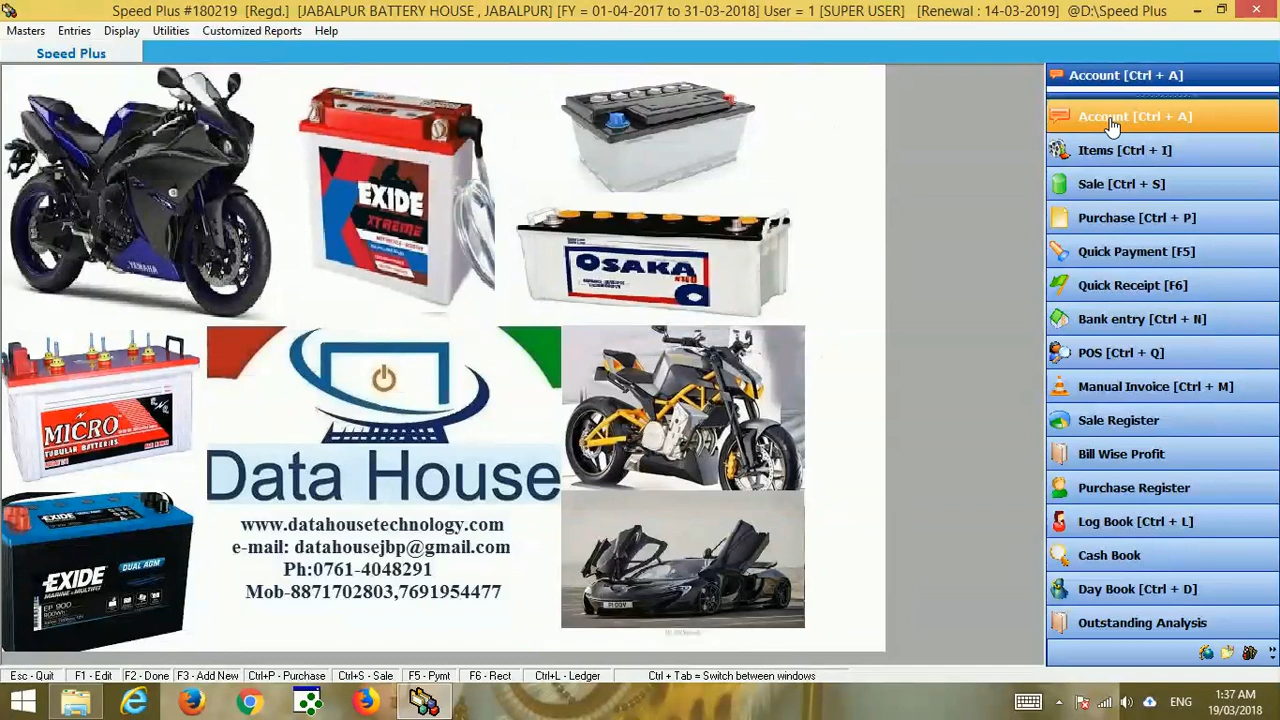 Speed Plus #180219 [Regd.] [JABALPUR BATTERY HOUSE , JABALPUR] [FY = 01-04-2017 to 31-03-2018] User = 1 [SUPER USER] [Renewal : 14-03-2019] @D:\Speed Plus
Masters Entries Display Utilities Customized Reports Help
Speed Plus
Account [Ctrl + A]
Account [Ctrl + A]
Items [Ctrl + I]
Sale [Ctrl + S]
Purchase [Ctrl + P]
Quick Payment [F5]
Quick Receipt [F6]
Bank entry [Ctrl + N]
POS [Ctrl + Q]
Manual Invoice [Ctrl + M]
Sale Register
Bill Wise Profit
Purchase Register
Log Book [Ctrl + L]
Cash Book
Day Book [Ctrl + D]
Outstanding Analysis
YAMAHA
EXIDE
XTREME
OSAKA
MICRO
TUBULAR BATTERIES
EXIDE
DUAL AGM
EP 900
Data House
www.datahousetechnology.com
e-mail: datahousejbp@gmail.com
Ph:0761-4048291
Mob-8871702803,7691954477
Esc - Quit F1 - Edit F2 - Done F3 - Add New Ctrl+P - Purchase Ctrl+S - Sale F5 - Pymt F6 - Rect Ctrl+L - Ledger Ctrl + Tab = Switch between windows
ENG
1:37 AM
19/03/2018